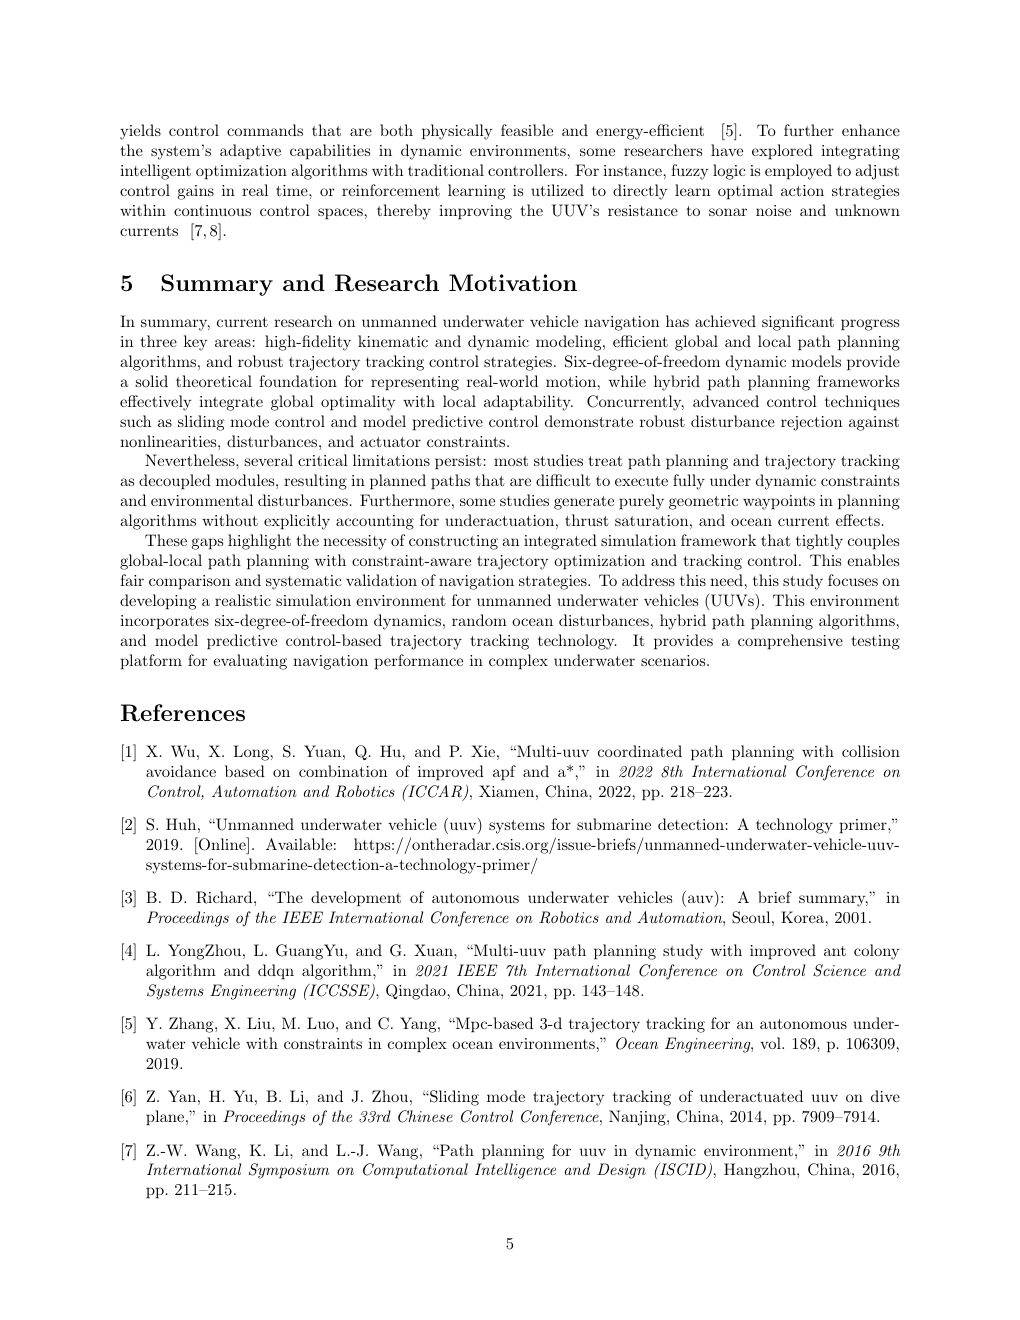 yields control commands that are both physically feasible and energy-efficient [5]. To further enhance
the system's adaptive capabilities in dynamic environments, some researchers have explored integrating
intelligent optimization algorithms with traditional controllers. For instance, fuzzy logic is employed to adjust
control gains in real time, or reinforcement learning is utilized to directly learn optimal action strategies
within continuous control spaces, thereby improving the UUV's resistance to sonar noise and unknown
currents [7, 8].
5 Summary and Research Motivation
In summary, current research on unmanned underwater vehicle navigation has achieved significant progress
in three key areas: high-fidelity kinematic and dynamic modeling, efficient global and local path planning
algorithms, and robust trajectory tracking control strategies. Six-degree-of-freedom dynamic models provide
a solid theoretical foundation for representing real-world motion, while hybrid path planning frameworks
effectively integrate global optimality with local adaptability. Concurrently, advanced control techniques
such as sliding mode control and model predictive control demonstrate robust disturbance rejection against
nonlinearities, disturbances, and actuator constraints.
Nevertheless, several critical limitations persist: most studies treat path planning and trajectory tracking
as decoupled modules, resulting in planned paths that are difficult to execute fully under dynamic constraints
and environmental disturbances. Furthermore, some studies generate purely geometric waypoints in planning
algorithms without explicitly accounting for underactuation, thrust saturation, and ocean current effects.
These gaps highlight the necessity of constructing an integrated simulation framework that tightly couples
global-local path planning with constraint-aware trajectory optimization and tracking control. This enables
fair comparison and systematic validation of navigation strategies. To address this need, this study focuses on
developing a realistic simulation environment for unmanned underwater vehicles (UUVs). This environment
incorporates six-degree-of-freedom dynamics, random ocean disturbances, hybrid path planning algorithms,
and model predictive control-based trajectory tracking technology. It provides a comprehensive testing
platform for evaluating navigation performance in complex underwater scenarios.
References
[1] X. Wu, X. Long, S. Yuan, Q. Hu, and P. Xie, “Multi-uuv coordinated path planning with collision
avoidance based on combination of improved apf and a*,” in 2022 8th International Conference on
Control, Automation and Robotics (ICCAR), Xiamen, China, 2022, pp. 218–223.
[2] S. Huh, “Unmanned underwater vehicle (uuv) systems for submarine detection: A technology primer,”
2019. [Online]. Available: https://ontheradar.csis.org/issue-briefs/unmanned-underwater-vehicle-uuv-
systems-for-submarine-detection-a-technology-primer/
[3] B. D. Richard, “The development of autonomous underwater vehicles (auv): A brief summary,” in
Proceedings of the IEEE International Conference on Robotics and Automation, Seoul, Korea, 2001.
[4] L. YongZhou, L. GuangYu, and G. Xuan, “Multi-uuv path planning study with improved ant colony
algorithm and ddqn algorithm,” in 2021 IEEE 7th International Conference on Control Science and
Systems Engineering (ICCSSE), Qingdao, China, 2021, pp. 143–148.
[5] Y. Zhang, X. Liu, M. Luo, and C. Yang, “Mpc-based 3-d trajectory tracking for an autonomous under-
water vehicle with constraints in complex ocean environments,” Ocean Engineering, vol. 189, p. 106309,
2019.
[6] Z. Yan, H. Yu, B. Li, and J. Zhou, “Sliding mode trajectory tracking of underactuated uuv on dive
plane,” in Proceedings of the 33rd Chinese Control Conference, Nanjing, China, 2014, pp. 7909–7914.
[7] Z.-W. Wang, K. Li, and L.-J. Wang, “Path planning for uuv in dynamic environment,” in 2016 9th
International Symposium on Computational Intelligence and Design (ISCID), Hangzhou, China, 2016,
pp. 211–215.
5